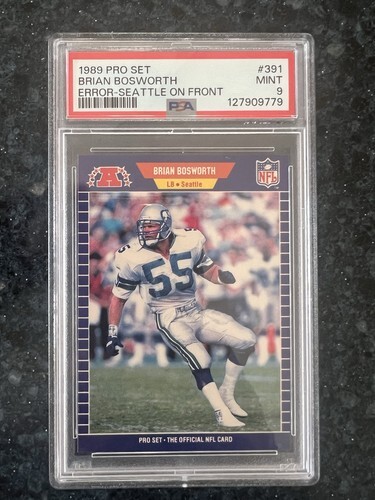 1989 PRO SET #391
BRIAN BOSWORTH MINT
ERROR-SEATTLE ON FRONT 9
PSA 127909779
A
BRIAN BOSWORTH
LB • Seattle
NFL
55
PRO SET • THE OFFICIAL NFL CARD